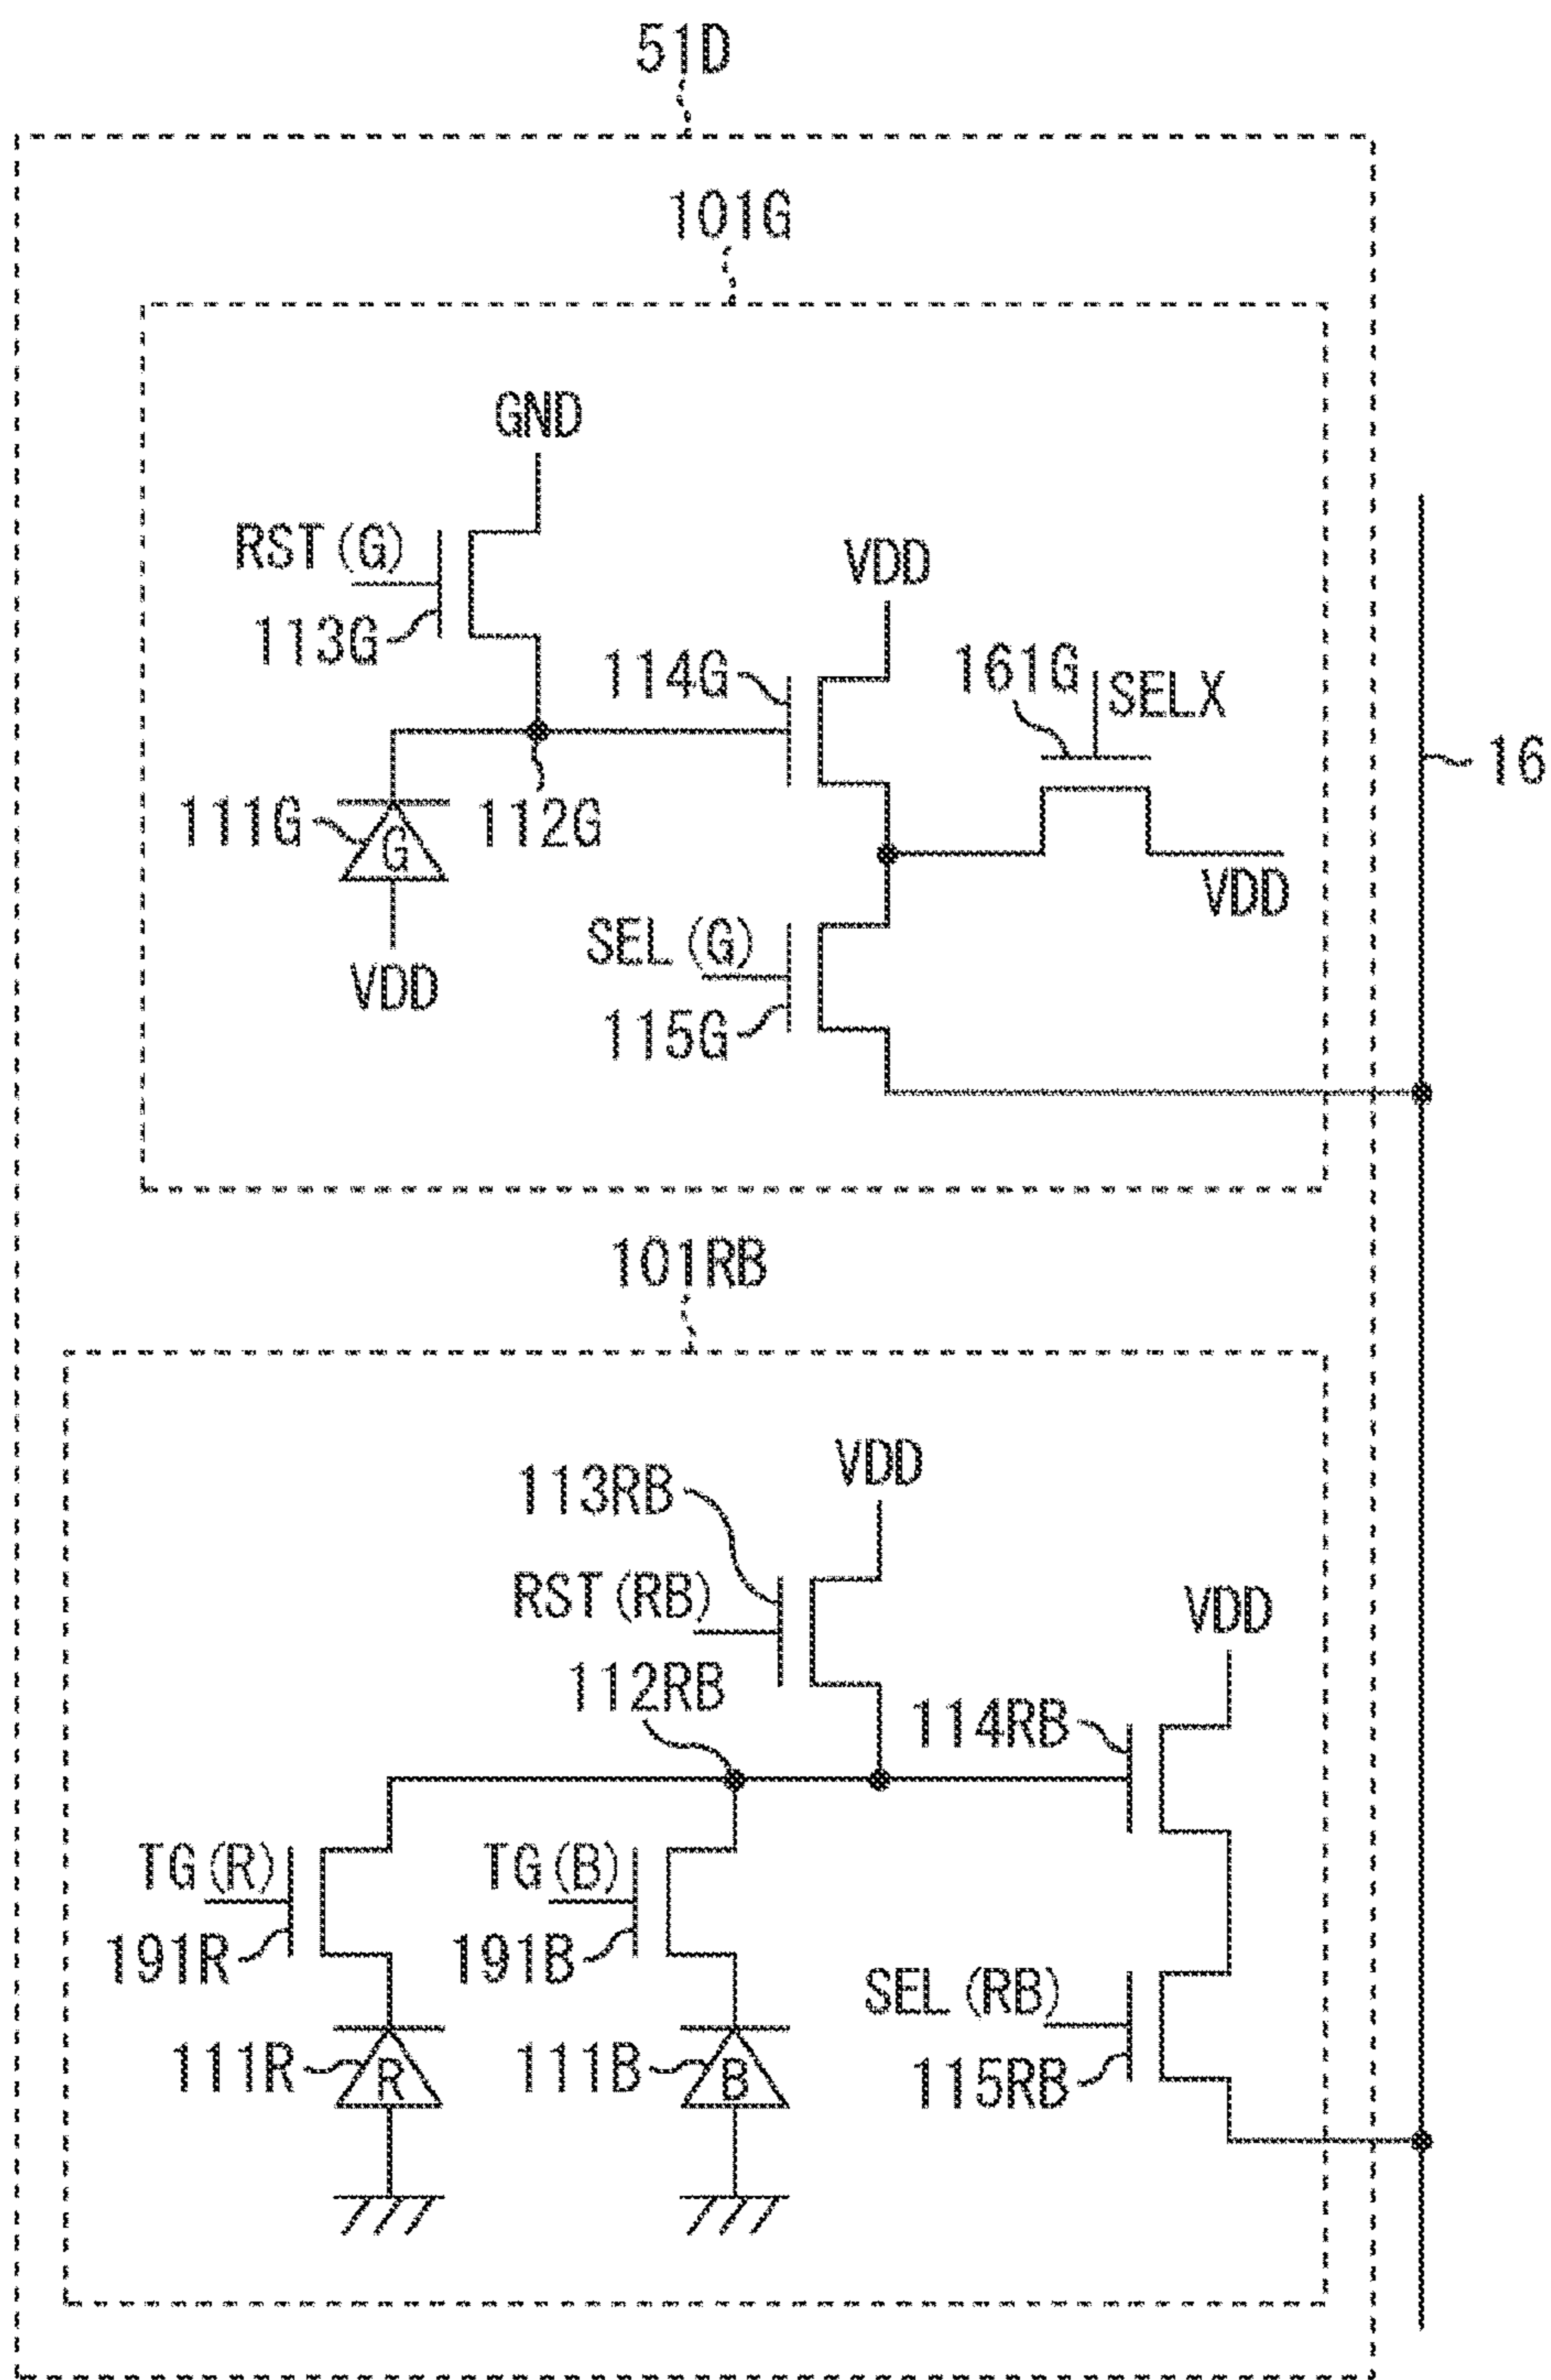 51D
101G
GND
RST(G)
113G
VDD
114G
161G
SELX
16
111G
G
112G
VDD
VDD
SEL(G)
115G
101RB
VDD
113RB
RST(RB)
VDD
112RB
114RB
TG(R)
TG(B)
191R
191B
SEL(RB)
111R
R
111B
B
115RB